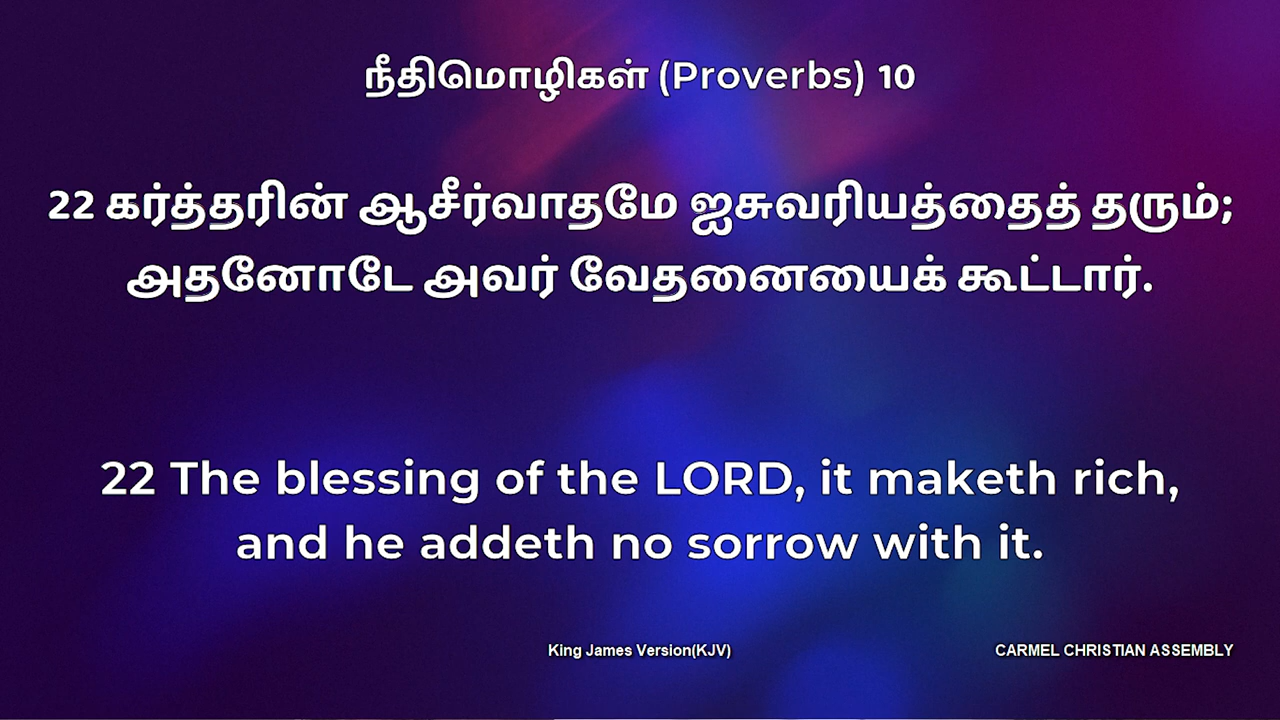 நீதிமொழிகள் (Proverbs) 10
22 கர்த்தரின் ஆசீர்வாதமே ஐசுவரியத்தைத் தரும்;
அதனோடே அவர் வேதனையைக் கூட்டார்.
22 The blessing of the LORD, it maketh rich,
and he addeth no sorrow with it.
King James Version(KJV)
CARMEL CHRISTIAN ASSEMBLY